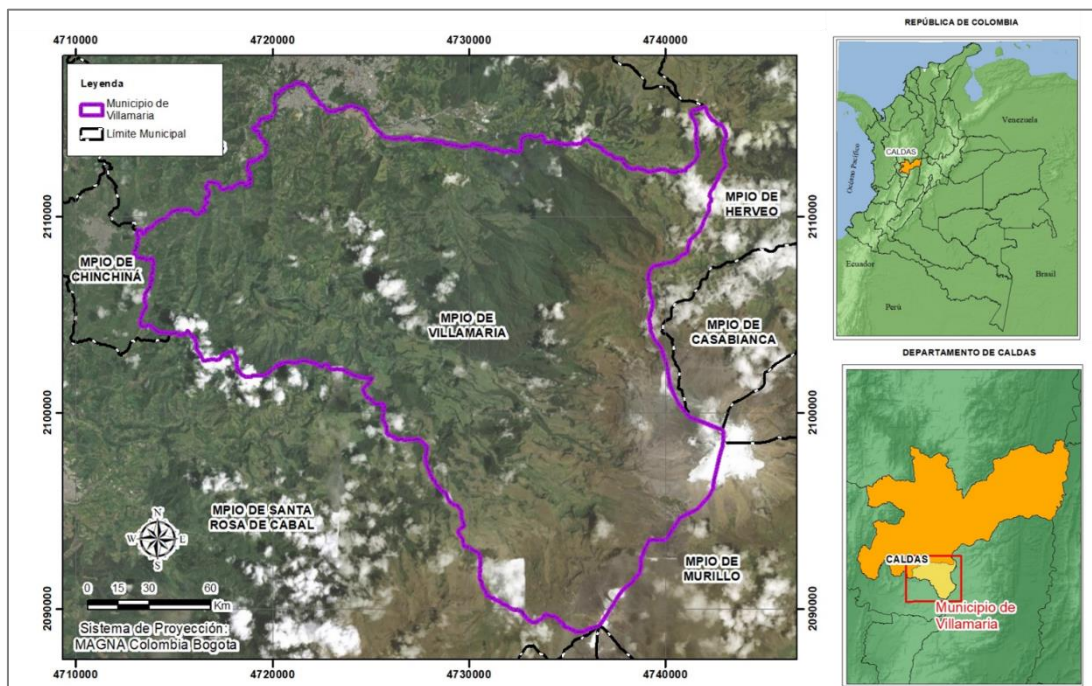 4710000
4720000
4730000
4740000
Leyenda
Municipio de
Villamaria
Límite Municipal
2110000
2100000
2090000
MPIO DE
CHINCHINÁ
MPIO DE
VILLAMARIA
MPIO DE
HERVEO
MPIO DE
CASABIANCA
MPIO DE SANTA
ROSA DE CABAL
MPIO DE
MURILLO
N
W
E
S
0
15
30
60
Km
Sistema de Proyección:
MAGNA Colombia Bogota
2110000
2100000
2090000
4710000
4720000
4730000
4740000
REPÚBLICA DE COLOMBIA
Venezuela
CALDAS
Océano Pacífico
Ecuador
Brasil
Perú
DEPARTAMENTO DE CALDAS
CALDAS
Municipio de
Villamaria